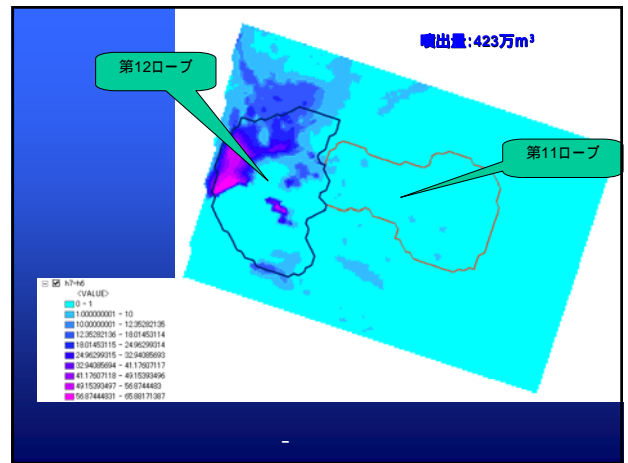 噴出量:423万m³
第12ローブ
第11ローブ
h7-h6
<VALUE>
0 - 1
1.00000001 - 10
10.00000001 - 12.35282135
12.35282136 - 18.01453114
18.01453115 - 24.96299314
24.96299315 - 32.94085693
32.94085694 - 41.17607117
41.17607118 - 49.15393496
49.15393497 - 56.8744483
56.87444831 - 65.88171387
-